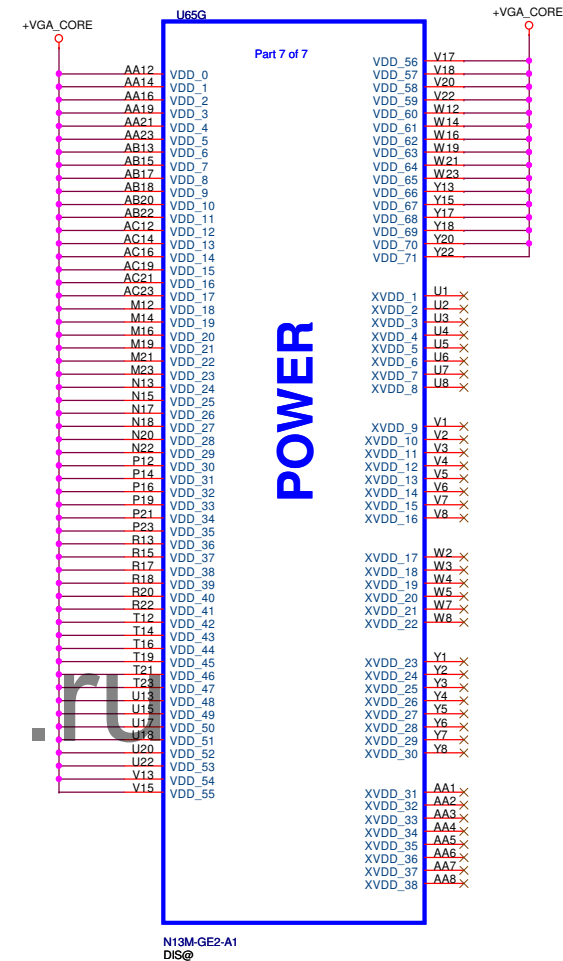 U65G
+VGA_CORE
+VGA_CORE
Part 7 of 7
AA12 VDD_0
AA14 VDD_1
AA16 VDD_2
AA19 VDD_3
AA21 VDD_4
AA23 VDD_5
AB13 VDD_6
AB15 VDD_7
AB17 VDD_8
AB18 VDD_9
AB20 VDD_10
AB22 VDD_11
AC12 VDD_12
AC14 VDD_13
AC16 VDD_14
AC19 VDD_15
AC21 VDD_16
AC23 VDD_17
M12 VDD_18
M14 VDD_19
M16 VDD_20
M19 VDD_21
M21 VDD_22
M23 VDD_23
N13 VDD_24
N15 VDD_25
N17 VDD_26
N18 VDD_27
N20 VDD_28
N22 VDD_29
P12 VDD_30
P14 VDD_31
P16 VDD_32
P19 VDD_33
P21 VDD_34
P23 VDD_35
R13 VDD_36
R15 VDD_37
R17 VDD_38
R18 VDD_39
R20 VDD_40
R22 VDD_41
T12 VDD_42
T14 VDD_43
T16 VDD_44
T19 VDD_45
T21 VDD_46
T23 VDD_47
U13 VDD_48
U15 VDD_49
U17 VDD_50
U18 VDD_51
U20 VDD_52
U22 VDD_53
V13 VDD_54
V15 VDD_55
.ru
POWER
VDD_56 V17
VDD_57 V18
VDD_58 V20
VDD_59 V22
VDD_60 W12
VDD_61 W14
VDD_62 W16
VDD_63 W19
VDD_64 W21
VDD_65 W23
VDD_66 Y13
VDD_67 Y15
VDD_68 Y17
VDD_69 Y18
VDD_70 Y20
VDD_71 Y22
XVDD_1 U1
XVDD_2 U2
XVDD_3 U3
XVDD_4 U4
XVDD_5 U5
XVDD_6 U6
XVDD_7 U7
XVDD_8 U8
XVDD_9 V1
XVDD_10 V2
XVDD_11 V3
XVDD_12 V4
XVDD_13 V5
XVDD_14 V6
XVDD_15 V7
XVDD_16 V8
XVDD_17 W2
XVDD_18 W3
XVDD_19 W4
XVDD_20 W5
XVDD_21 W7
XVDD_22 W8
XVDD_23 Y1
XVDD_24 Y2
XVDD_25 Y3
XVDD_26 Y4
XVDD_27 Y5
XVDD_28 Y6
XVDD_29 Y7
XVDD_30 Y8
XVDD_31 AA1
XVDD_32 AA2
XVDD_33 AA3
XVDD_34 AA4
XVDD_35 AA5
XVDD_36 AA6
XVDD_37 AA7
XVDD_38 AA8
N13M-GE2-A1
DIS@